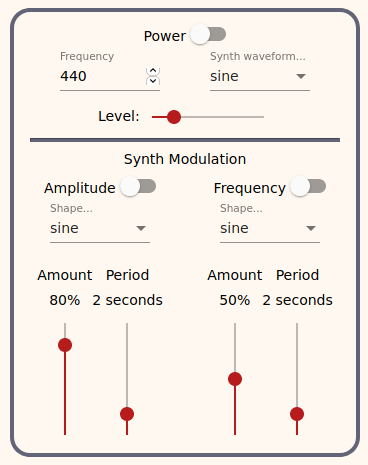 Power
Frequency Synth waveform...
440 sine
Level:
Synth Modulation
Amplitude Frequency
Shape... Shape...
sine sine
Amount Period Amount Period
80% 2 seconds 50% 2 seconds